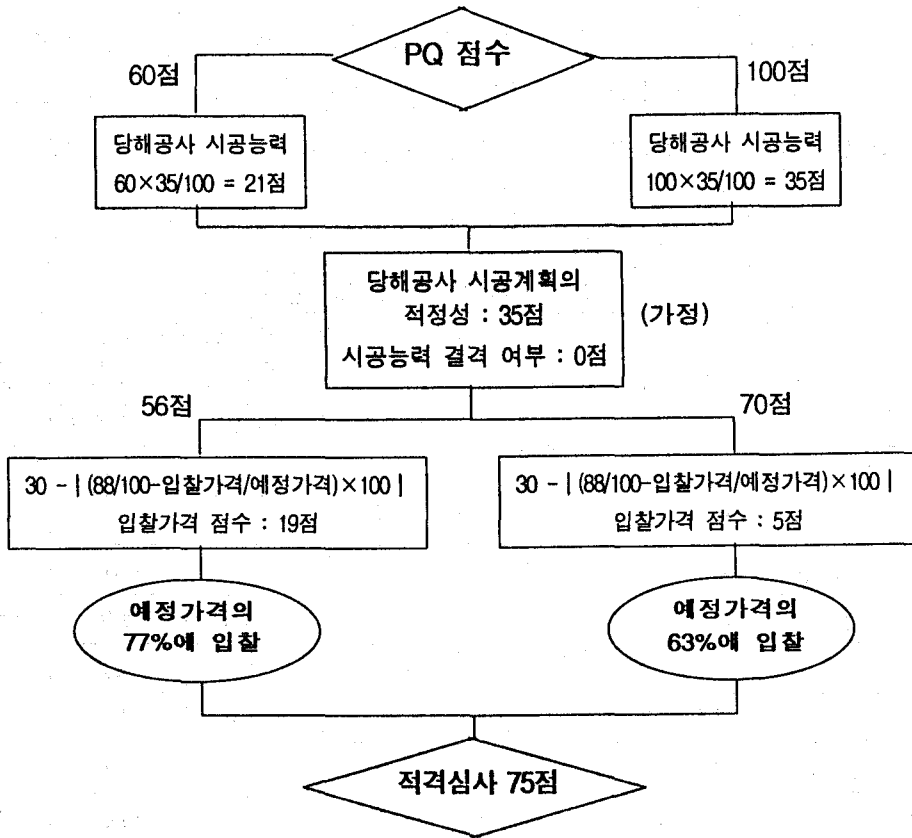 PQ 점수
60점
100점
당해공사 시공능력
60×35/100 = 21점
당해공사 시공능력
100×35/100 = 35점
당해공사 시공계획의
적정성 : 35점
시공능력 결격 여부 : 0점
(가정)
56점
70점
30 - | (88/100-입찰가격/예정가격)×100 |
입찰가격 점수 : 19점
30 - | (88/100-입찰가격/예정가격)×100 |
입찰가격 점수 : 5점
예정가격의
77%에 입찰
예정가격의
63%에 입찰
적격심사 75점